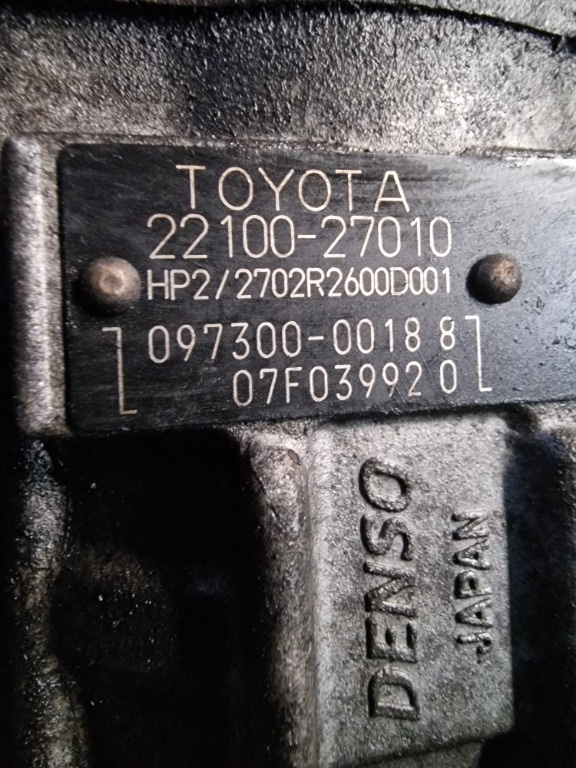 TOYOTA
22100-27010
HP2/2702R2600D001
097300-0018 8
07F03992 0
DENSO
JAPAN